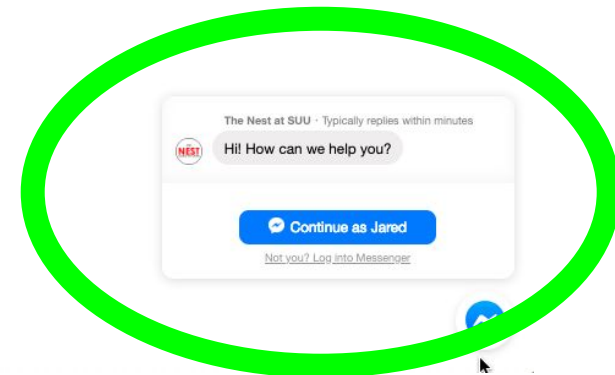 The Nest at SUU · Typically replies within minutes
NEST
Hi! How can we help you?
Continue as Jared
Not you? Log into Messenger